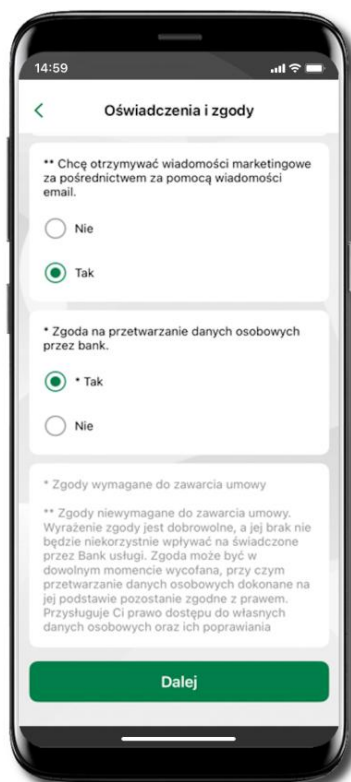 14:59
Oświadczenia i zgody
** Chcę otrzymywać wiadomości marketingowe
za pośrednictwem za pomocą wiadomości
email.
Nie
Tak
* Zgoda na przetwarzanie danych osobowych
przez bank.
* Tak
Nie
* Zgody wymagane do zawarcia umowy
** Zgody niewymagane do zawarcia umowy.
Wyrażenie zgody jest dobrowolne, a jej brak nie
będzie niekorzystnie wpływać na świadczone
przez Bank usługi. Zgoda może być w
dowolnym momencie wycofana, przy czym
przetwarzanie danych osobowych dokonane na
jej podstawie pozostanie zgodne z prawem.
Przysługuje Ci prawo dostępu do własnych
danych osobowych oraz ich poprawiania
Dalej